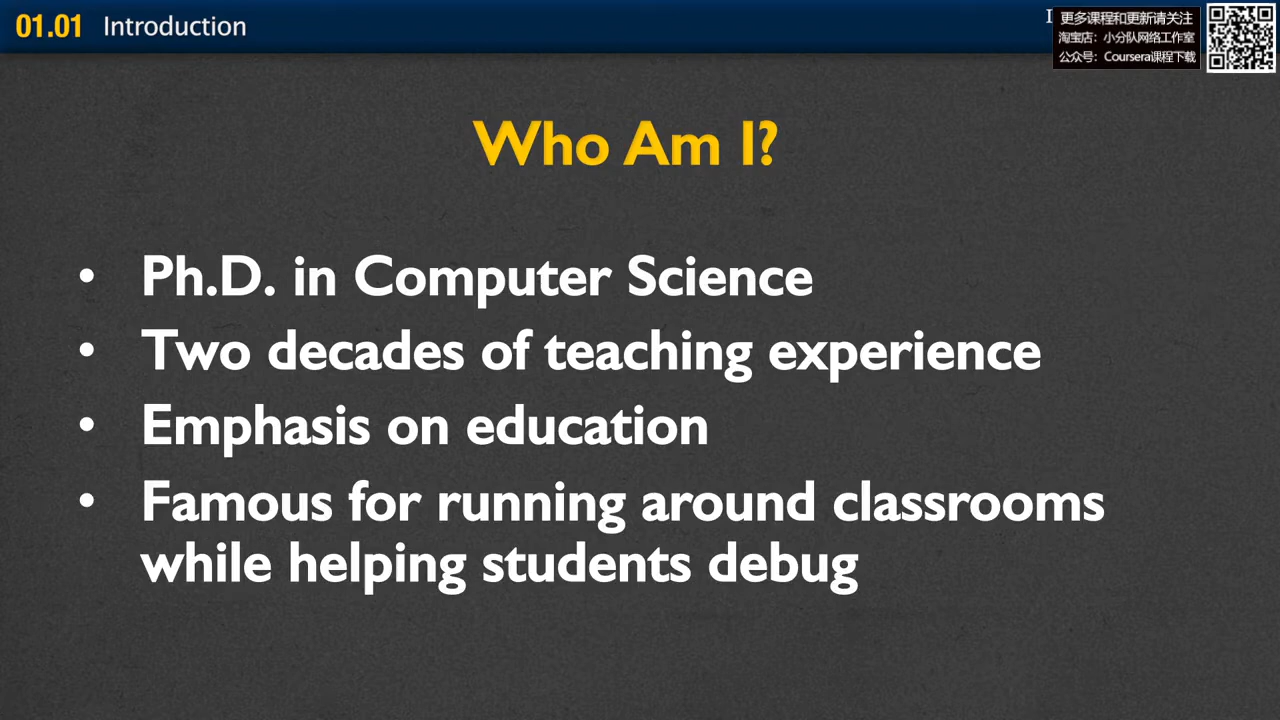 01.01 Introduction
更多课程和更新请关注
淘宝店：小分队网络工作室
公众号：Coursera课程下载
Who Am I?
• Ph.D. in Computer Science
• Two decades of teaching experience
• Emphasis on education
• Famous for running around classrooms
while helping students debug